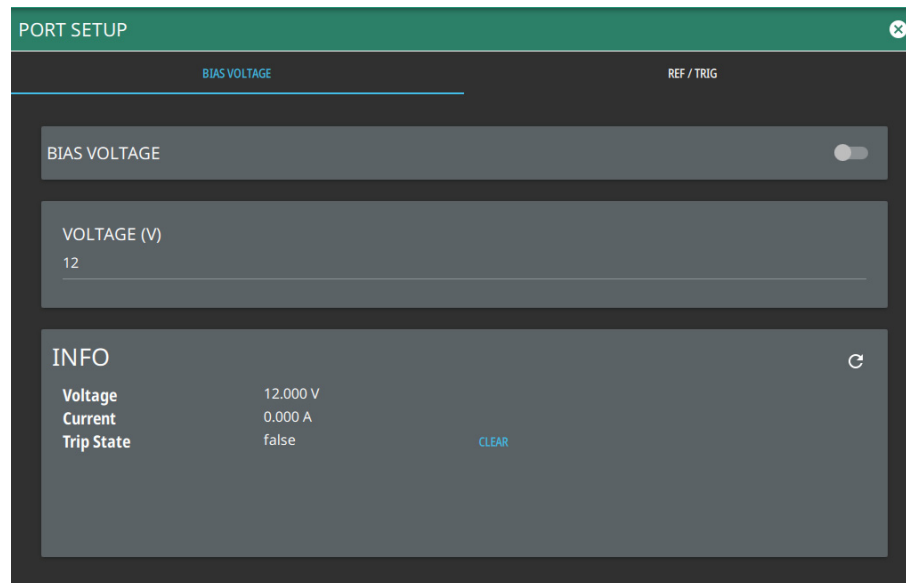 PORT SETUP
BIAS VOLTAGE
REF / TRIG
BIAS VOLTAGE
VOLTAGE (V)
12
INFO
Voltage 12.000 V
Current 0.000 A
Trip State false CLEAR